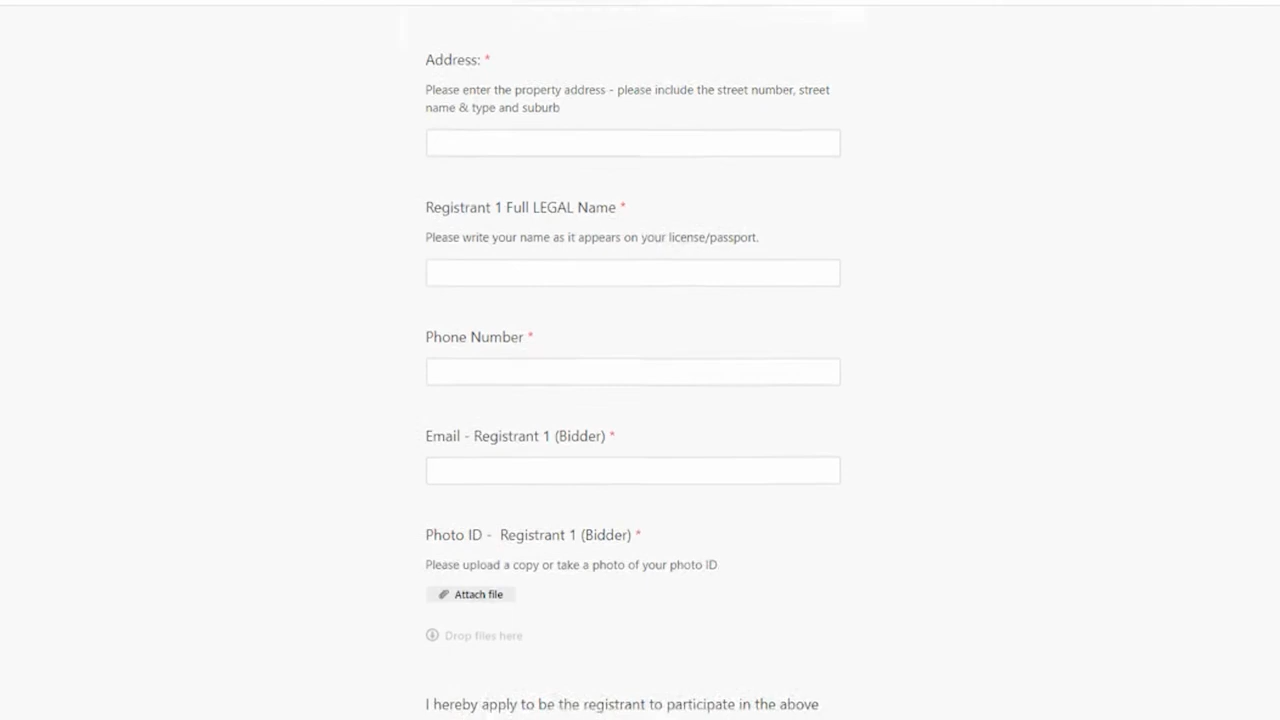 Address: *
Please enter the property address - please include the street number, street
name & type and suburb
Registrant 1 Full LEGAL Name *
Please write your name as it appears on your license/passport.
Phone Number *
Email - Registrant 1 (Bidder) *
Photo ID -  Registrant 1 (Bidder) *
Please upload a copy or take a photo of your photo ID
Attach file
Drop files here
I hereby apply to be the registrant to participate in the above